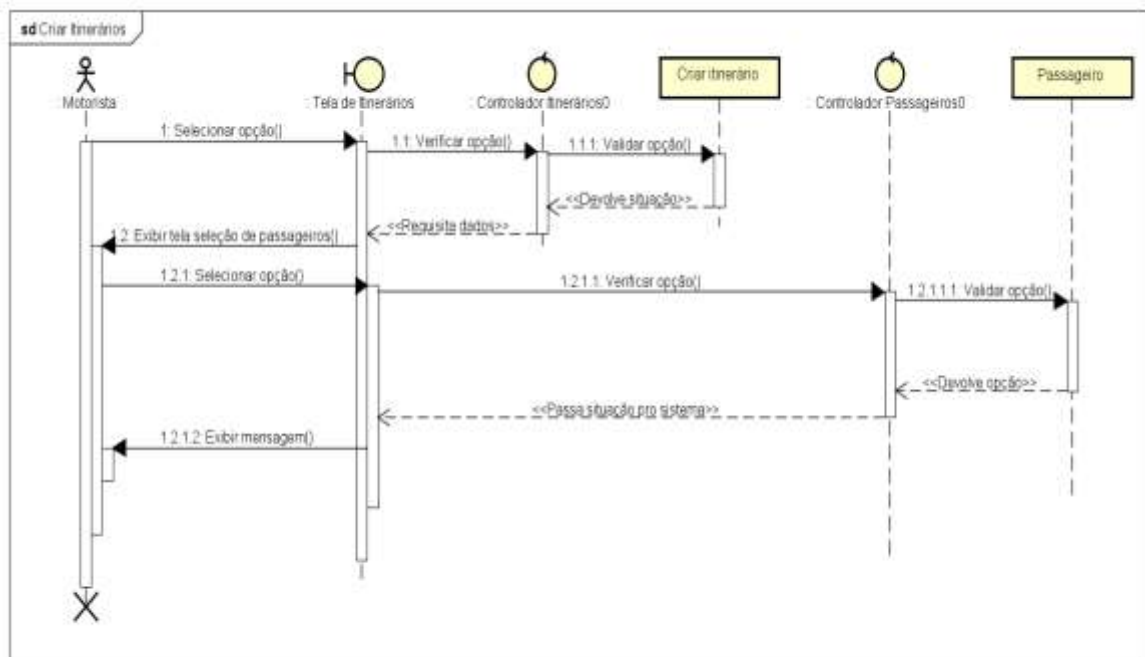 sd Criar Itinerários
: Motorista
: Tela de Itinerários
: Controlador Itinerários0
Criar itinerário
: Controlador Passageiros0
Passageiro
1: Selecionar opção()
1.1: Verificar opção()
1.1.1: Validar opção()
<<Devolve situação>>
<<Requisita dados>>
1.2: Exibir tela seleção de passageiros()
1.2.1: Selecionar opção()
1.2.1.1: Verificar opção()
1.2.1.1.1: Validar opção()
<<Devolve opção>>
<<Passa situação pro sistema>>
1.2.1.2: Exibir mensagem()